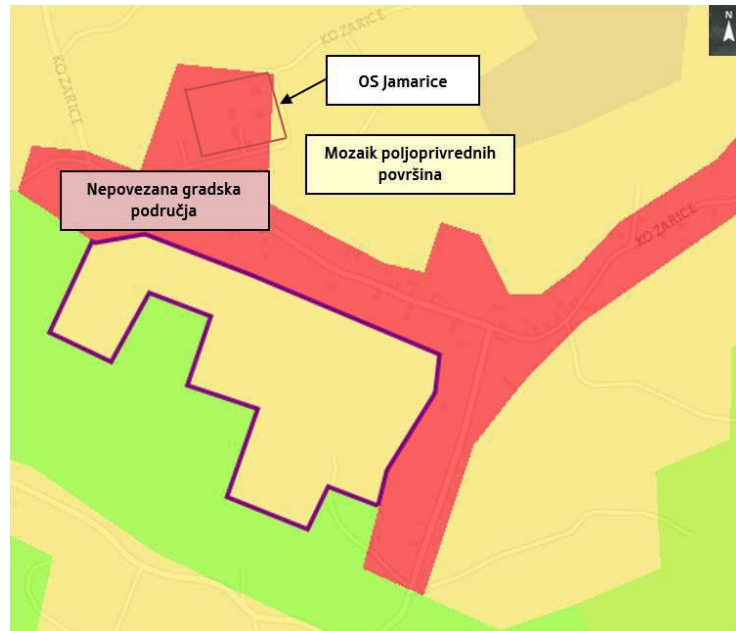 N
KOZARICE
KOZARICE
OS Jamarice
Mozaik poljoprivrednih
površina
Nepovezana gradska
područja
KOZARICE